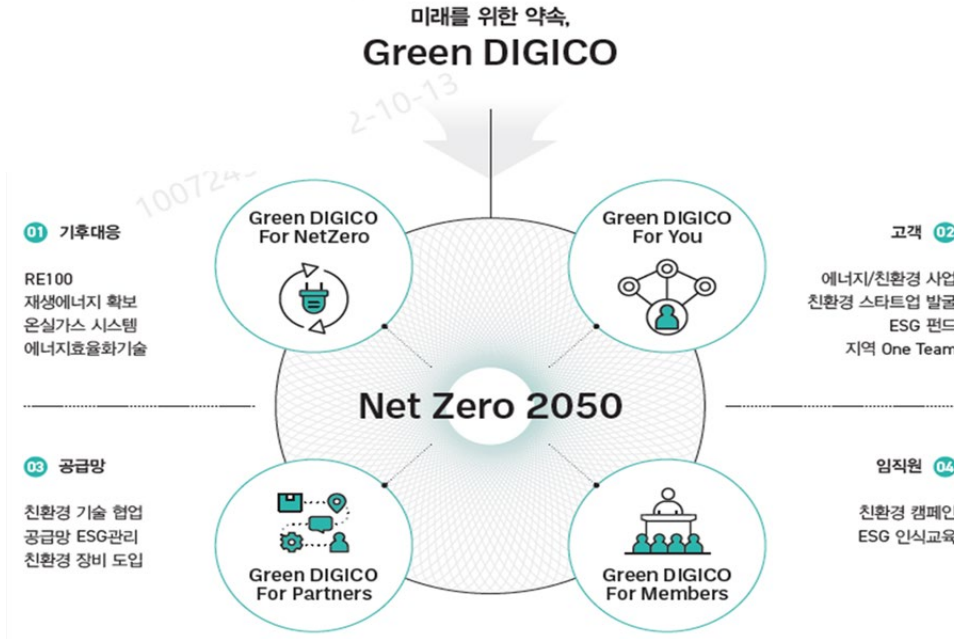 미래를 위한 약속,
Green DIGICO
2-10-13
Green DIGICO
For NetZero
Green DIGICO
For You
01 기후대응
RE100
재생에너지 확보
온실가스 시스템
에너지효율화기술
고객 02
에너지/친환경 사업
친환경 스타트업 발굴
ESG 펀드
지역 One Team
Net Zero 2050
03 공급망
친환경 기술 협업
공급망 ESG관리
친환경 장비 도입
임직원 04
친환경 캠페인
ESG 인식교육
Green DIGICO
For Partners
Green DIGICO
For Members